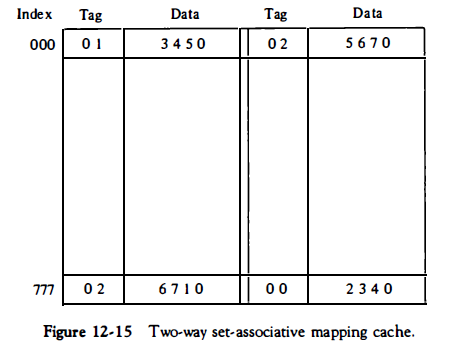 Index Tag Data Tag Data
000 0 1 3 4 5 0 0 2 5 6 7 0
777 0 2 6 7 1 0 0 0 2 3 4 0
Figure 12-15 Two-way set-associative mapping cache.